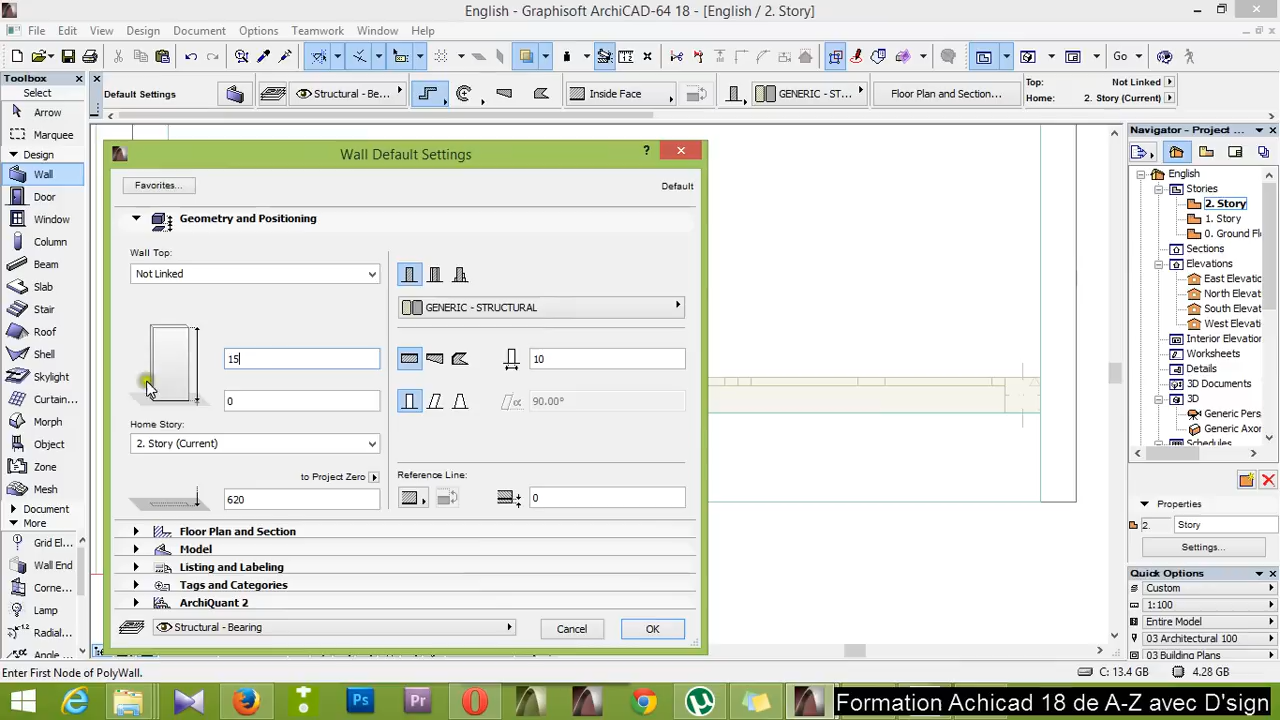 English - Graphisoft ArchiCAD-64 18 - [English / 2. Story]
File Edit View Design Document Options Teamwork Window Help
Go
Toolbox
Select
Arrow
Marquee
Design
Wall
Door
Window
Column
Beam
Slab
Stair
Roof
Shell
Skylight
Curtain...
Morph
Object
Zone
Mesh
Document
More
Grid El...
Wall End
Corne...
Lamp
Radial...
Default Settings
Structural - Be...
Inside Face
GENERIC - ST...
Floor Plan and Section...
Top: Not Linked
Home: 2. Story (Current)
Wall Default Settings
?
Favorites...
Default
Geometry and Positioning
Wall Top:
Not Linked
GENERIC - STRUCTURAL
15
10
0
α
90.00°
Home Story:
2. Story (Current)
to Project Zero
Reference Line:
620
0
Floor Plan and Section
Model
Listing and Labeling
Tags and Categories
ArchiQuant 2
Structural - Bearing
Cancel
OK
Navigator - Project ...
English
Stories
2. Story
1. Story
0. Ground Fl
Sections
Elevations
East Elevat
North Elevat
South Elevat
West Elevat
Interior Elevat
Worksheets
Details
3D Documents
3D
Generic Pers
Generic Axon
Schedules
Properties
2. Story
Settings...
Quick Options
Custom
1:100
Entire Model
03 Architectural 100
03 Building Plans
Enter First Node of PolyWall.
C: 13.4 GB
4.28 GB
Ps
Pr
Formation Achicad 18 de A-Z avec D'sign